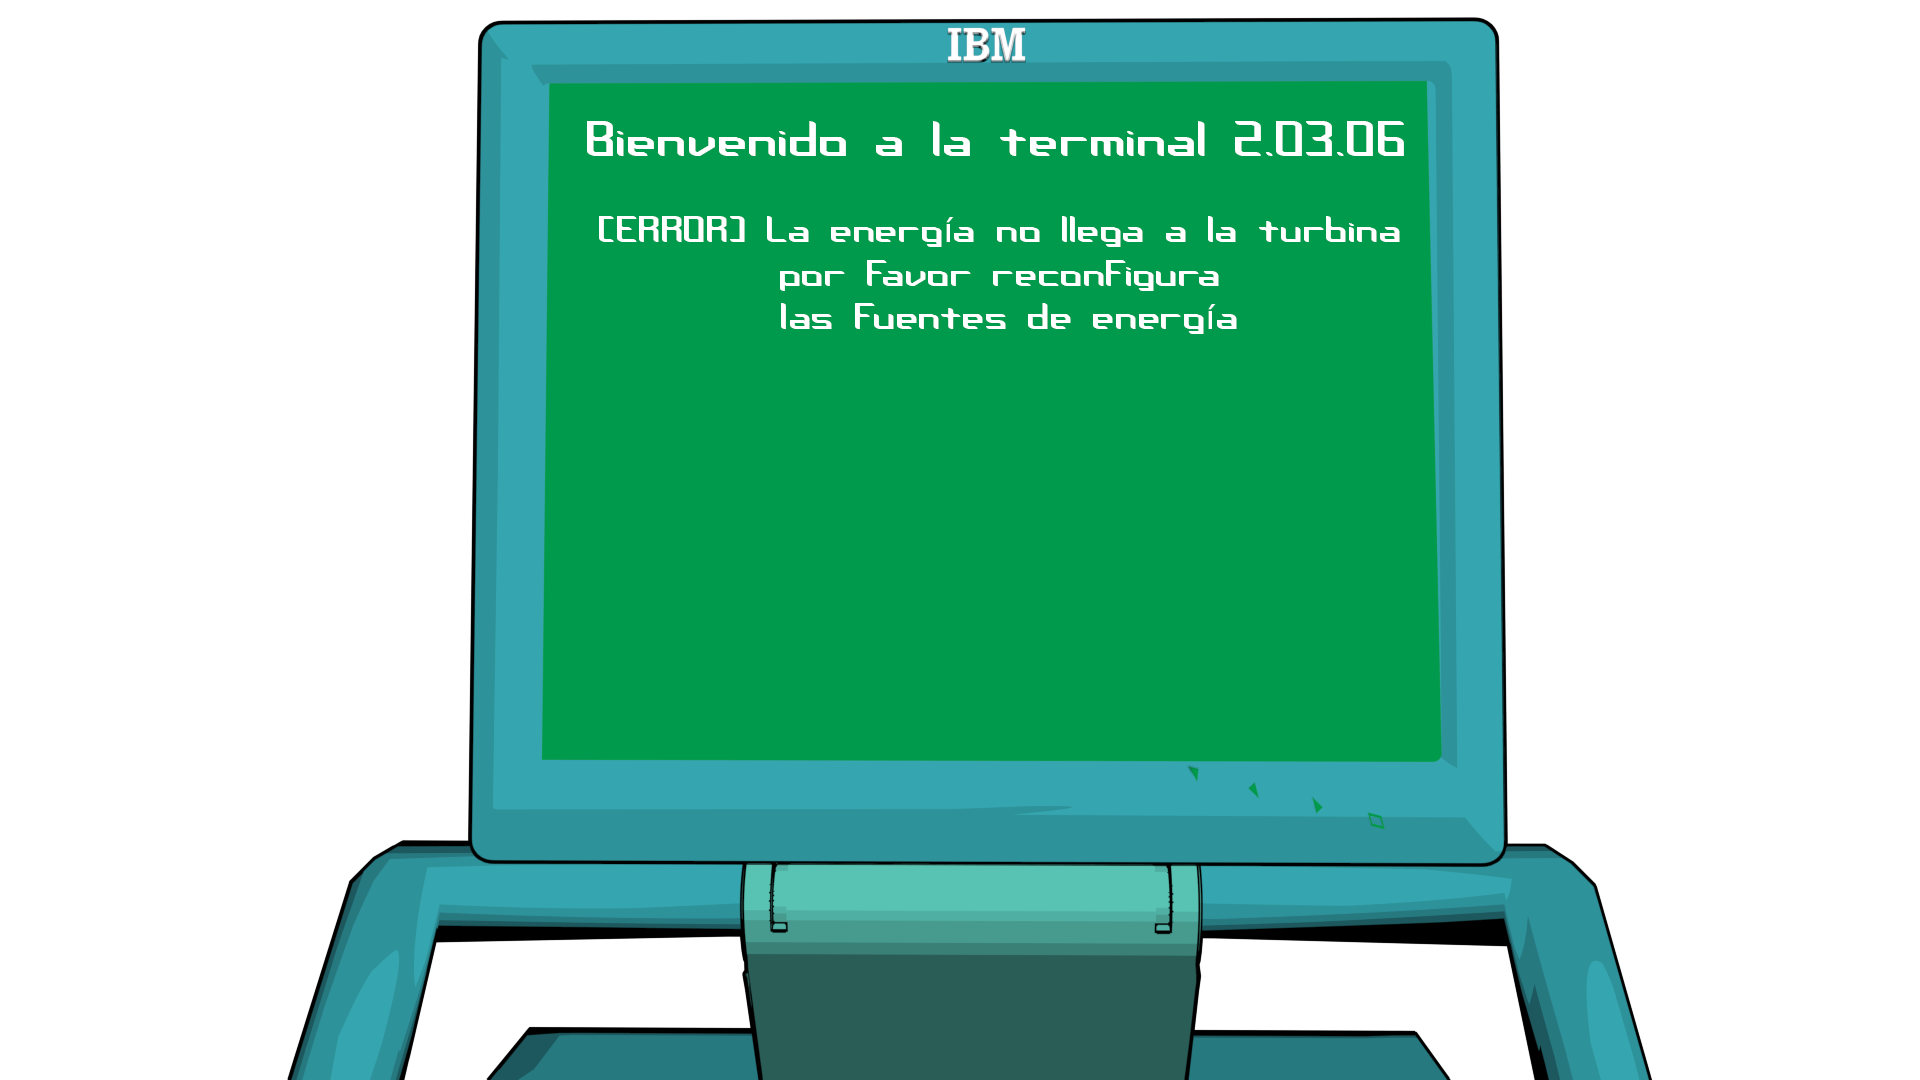 IBM
Bienvenido a la terminal 2.03.06
[ERROR] La energía no llega a la turbina
por Favor reconFigura
las Fuentes de energía